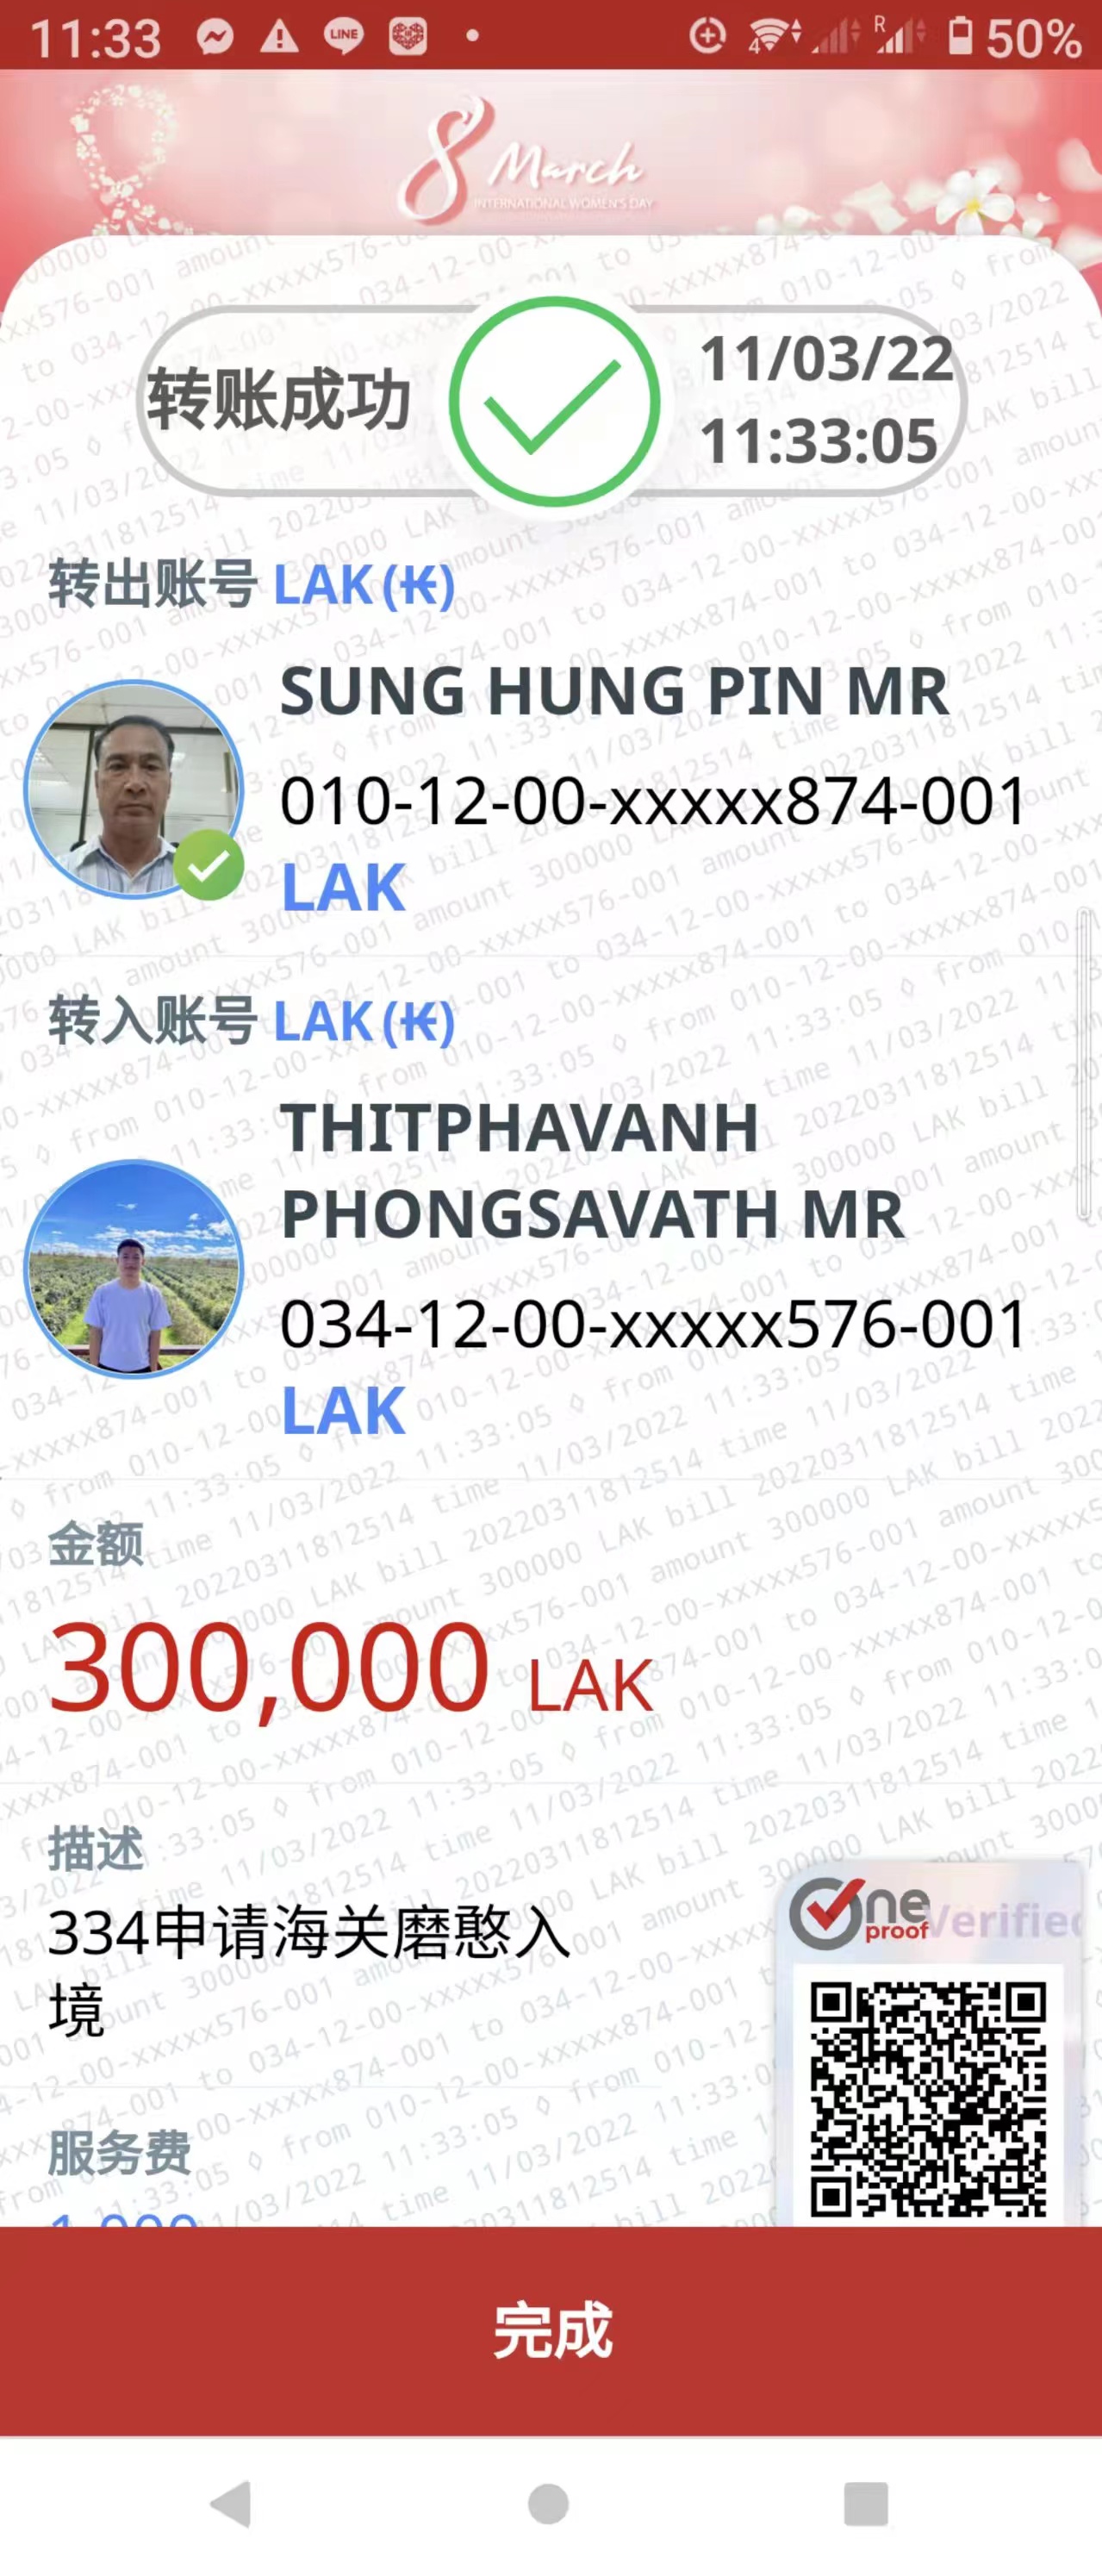 11:33
LINE
4
R
50%
8 March
INTERNATIONAL WOMEN'S DAY
转账成功
11/03/22
11:33:05
转出账号 LAK (₭)
SUNG HUNG PIN MR
010-12-00-xxxxx874-001
LAK
转入账号 LAK (₭)
THITPHAVANH
PHONGSAVATH MR
034-12-00-xxxxx576-001
LAK
金额
300,000 LAK
描述
334申请海关磨憨入
境
One
proof
Verified
服务费
完成